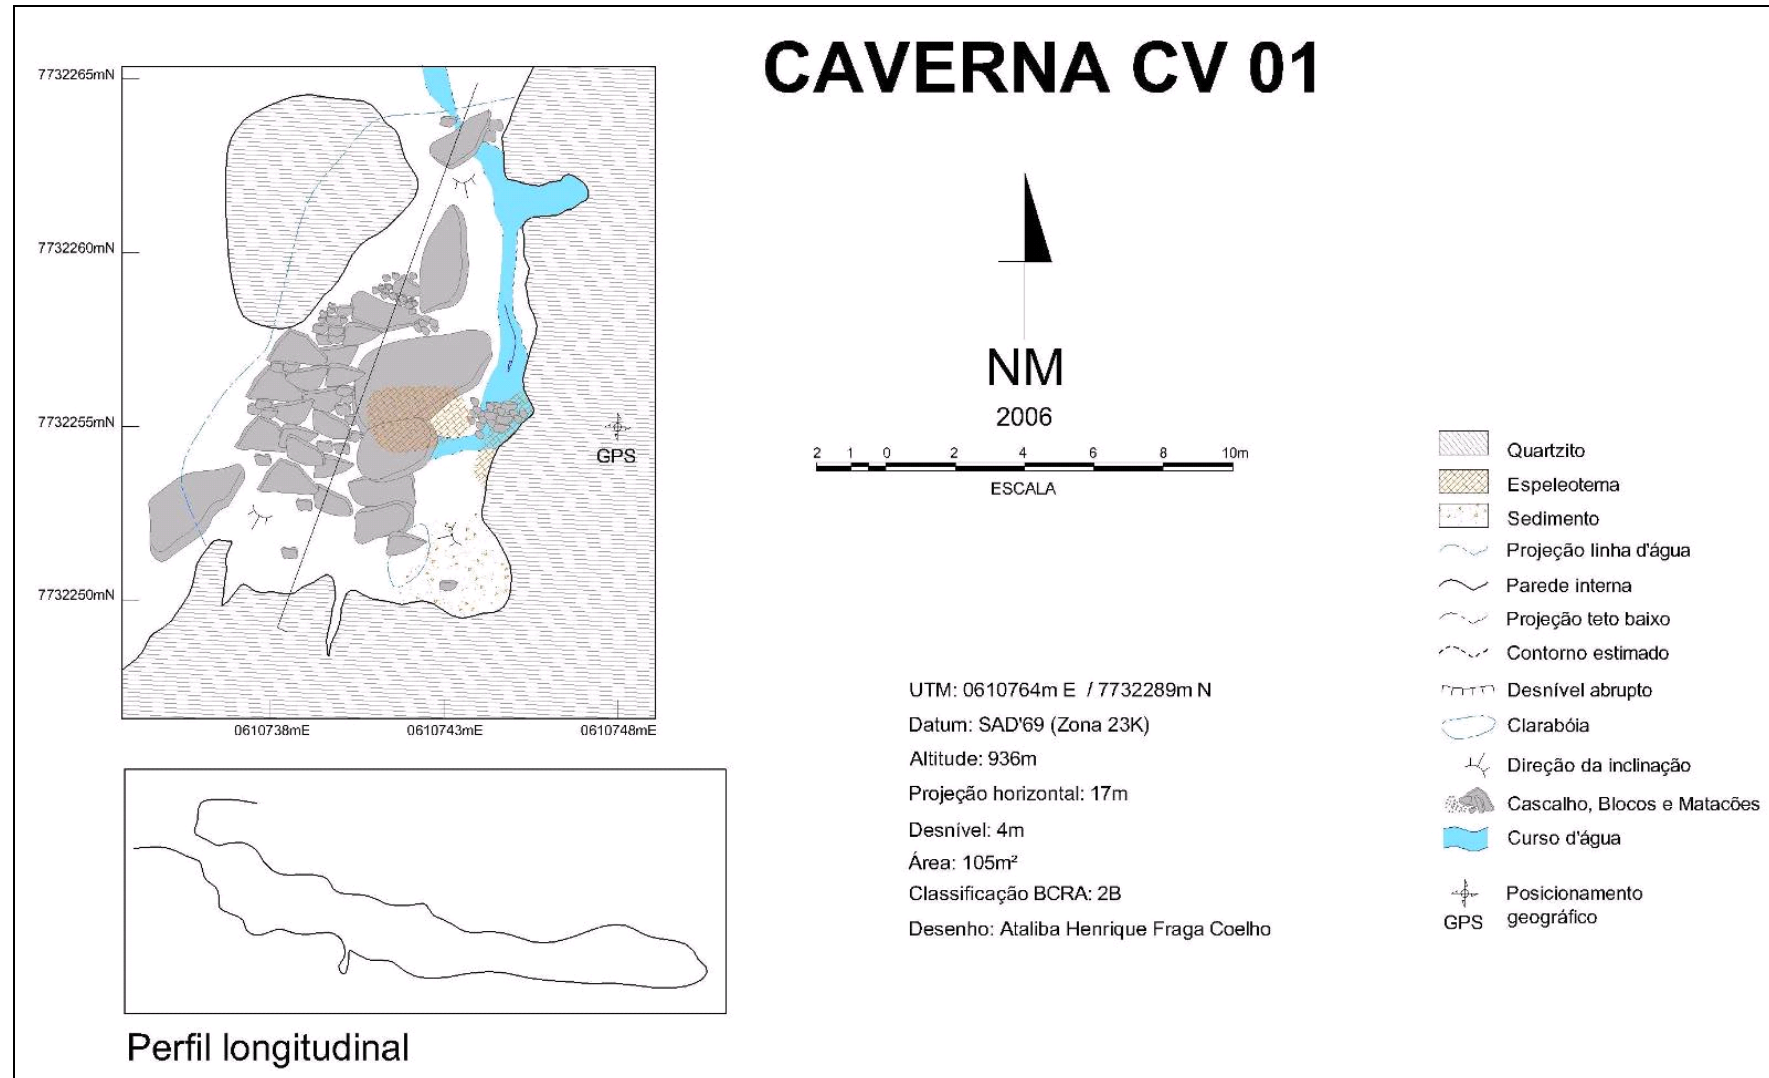 CAVERNA CV 01
7732265mN
7732260mN
7732255mN
7732250mN
GPS
0610738mE
0610743mE
0610748mE
NM
2006
2 1 0 2 4 6 8 10m
ESCALA
UTM: 0610764m E / 7732289m N
Datum: SAD'69 (Zona 23K)
Altitude: 936m
Projeção horizontal: 17m
Desnível: 4m
Área: 105m²
Classificação BCRA: 2B
Desenho: Ataliba Henrique Fraga Coelho
Quartzito
Espeleotema
Sedimento
Projeção linha d'água
Parede interna
Projeção teto baixo
Contorno estimado
Desnível abrupto
Clarabóia
Direção da inclinação
Cascalho, Blocos e Matacões
Curso d'água
GPS
Posicionamento
geográfico
Perfil longitudinal